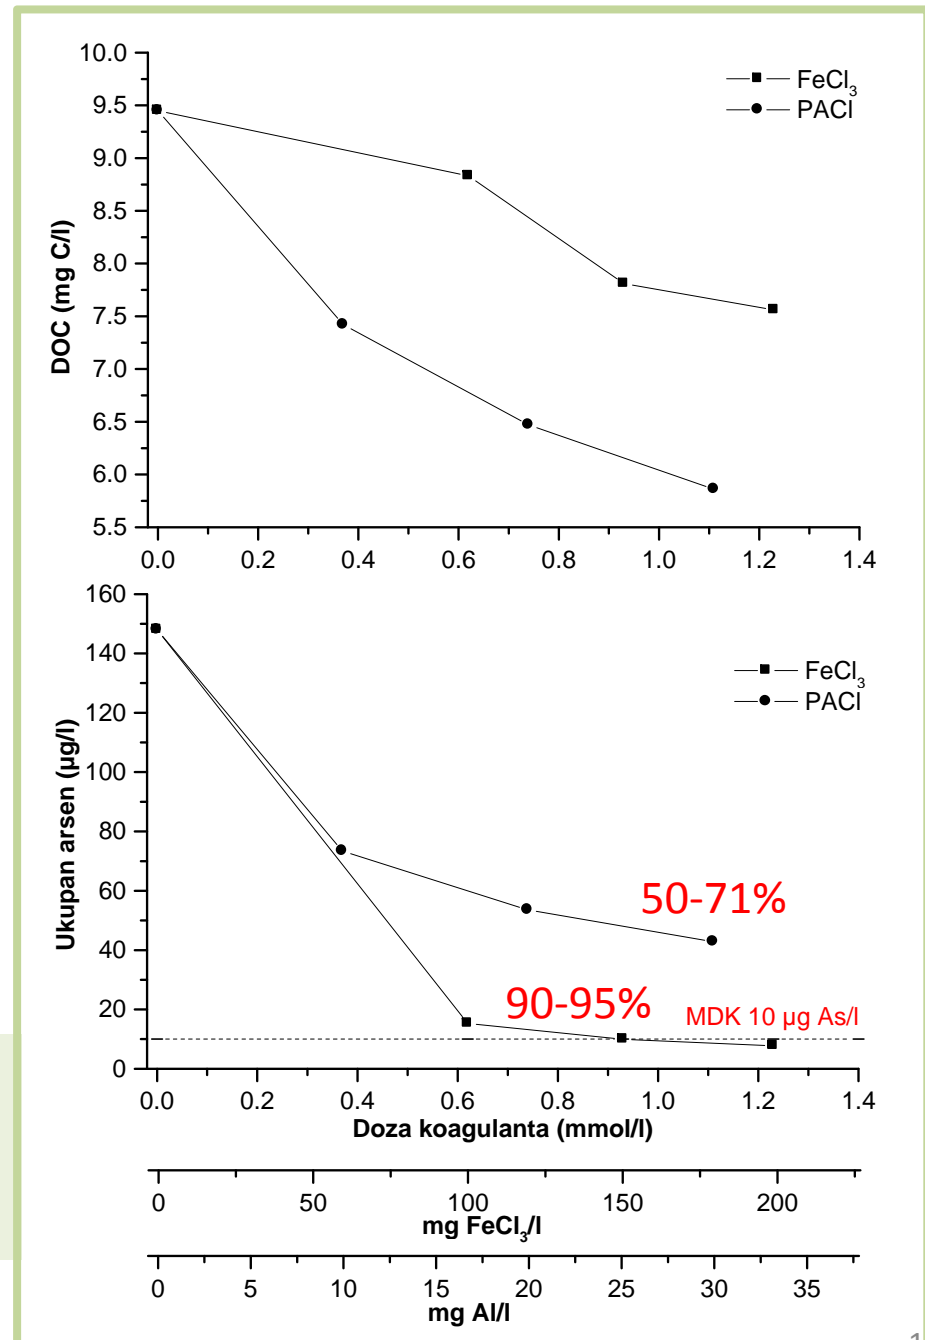 10.0
9.5
9.0
8.5
8.0
7.5
7.0
6.5
6.0
5.5
DOC (mg C/l)
FeCl₃
PACl
0.0 0.2 0.4 0.6 0.8 1.0 1.2 1.4
160
140
120
100
80
60
40
20
0
Ukupan arsen (µg/l)
FeCl₃
PACl
50-71%
90-95%
MDK 10 µg As/l
0.0 0.2 0.4 0.6 0.8 1.0 1.2 1.4
Doza koagulanta (mmol/l)
0 50 100 150 200
mg FeCl₃/l
0 5 10 15 20 25 30 35
mg Al/l